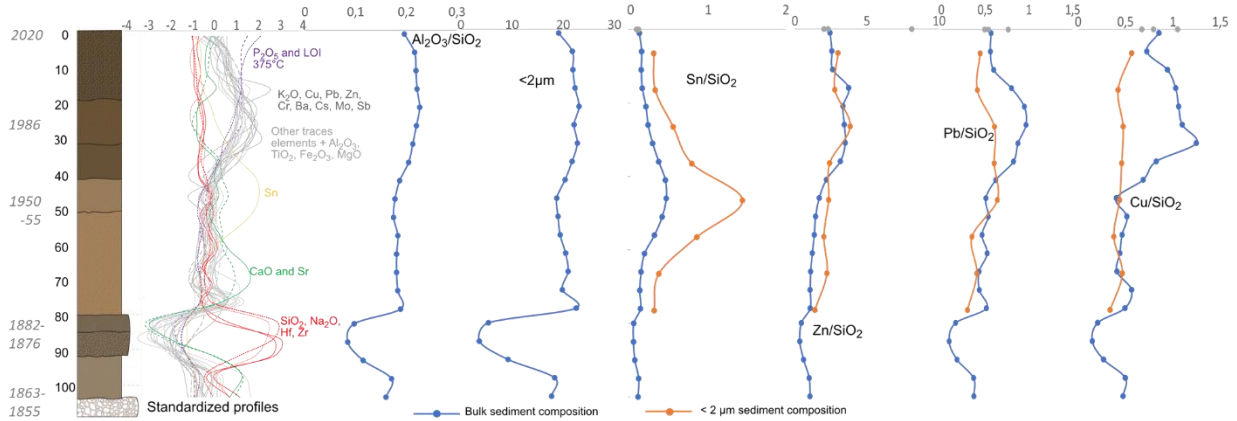 -4 -3 -2 -1 0 1 2 3 4
0 0,1 0,2 0,3
0 10 20 30
0 1 2
0 5 10
0 0,5 1 1,5
0 0,5 1 1,5
2020
1986
1950
-55
1882-
1876
1863-
1855
0
10
20
30
40
50
60
70
80
90
100
P₂O₅ and LOI
375°C
K₂O, Cu, Pb, Zn,
Cr, Ba, Cs, Mo, Sb
Other traces
elements + Al₂O₃,
TiO₂, Fe₂O₃, MgO
Sn
CaO and Sr
SiO₂, Na₂O,
Hf, Zr
Standardized profiles
Al₂O₃/SiO₂
<2µm
Sn/SiO₂
Zn/SiO₂
Pb/SiO₂
Cu/SiO₂
Bulk sediment composition
< 2 µm sediment composition